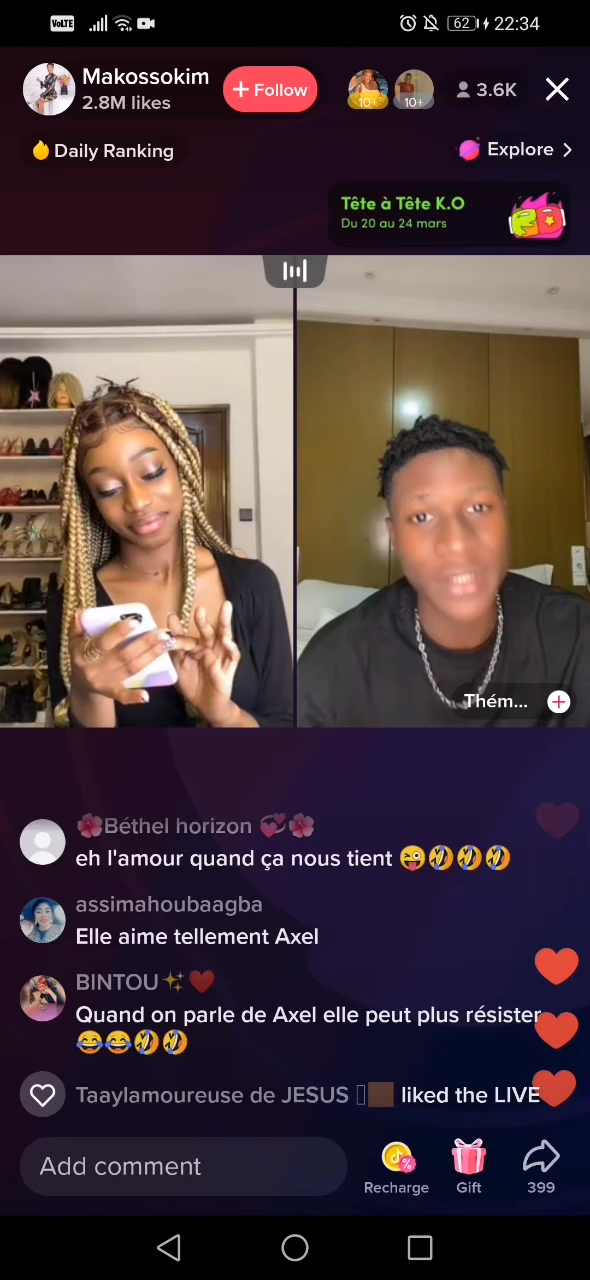 VoLTE 62 22:34
Makossokim
2.8M likes
+ Follow
10+ 10+
3.6K
Daily Ranking
Explore >
Tête à Tête K.O
Du 20 au 24 mars
Thém...
🌺Béthel horizon 💞🌺
eh l'amour quand ça nous tient 😜🤣🤣🤣
assimahoubaagba
Elle aime tellement Axel
BINTOU✨❤️
Quand on parle de Axel elle peut plus résister
😂😂🤣🤣
Taaylamoureuse de JESUS liked the LIVE
Add comment
Recharge
Gift
399